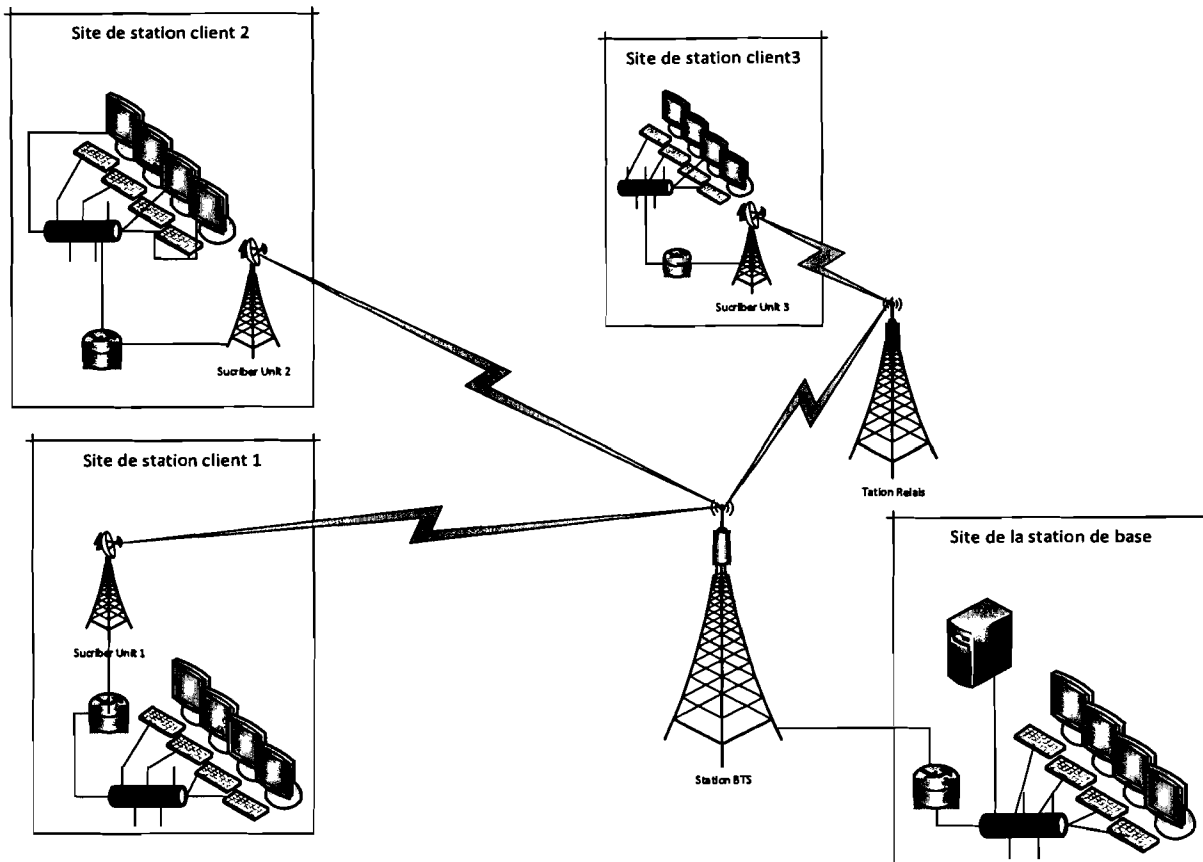 Site de station client 2
Site de station client3
Sucriber Unit 3
Sucriber Unit 2
Tation Relais
Site de station client 1
Site de la station de base
Sucriber Unit 1
Station BTS